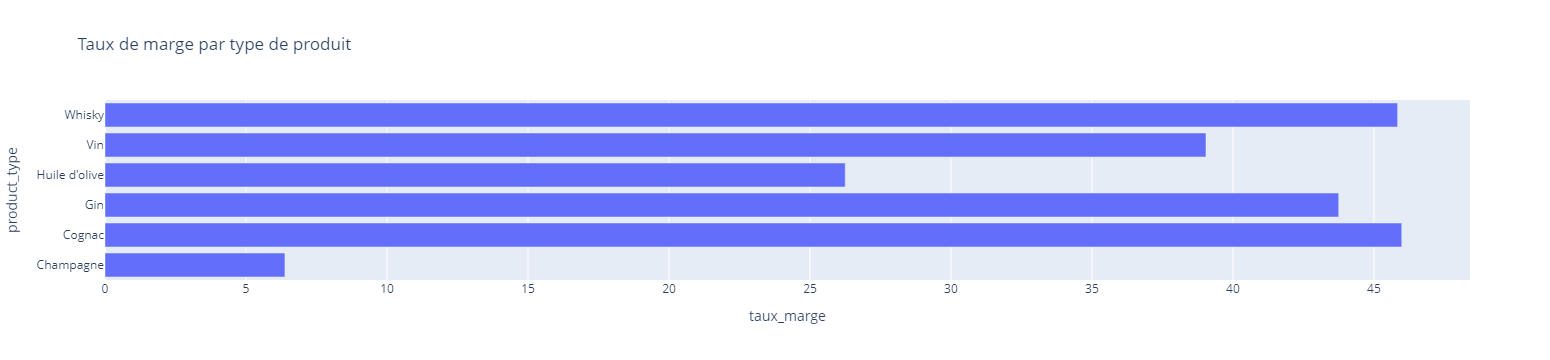 Taux de marge par type de produit
product_type
Whisky
Vin
Huile d'olive
Gin
Cognac
Champagne
0 5 10 15 20 25 30 35 40 45
taux_marge